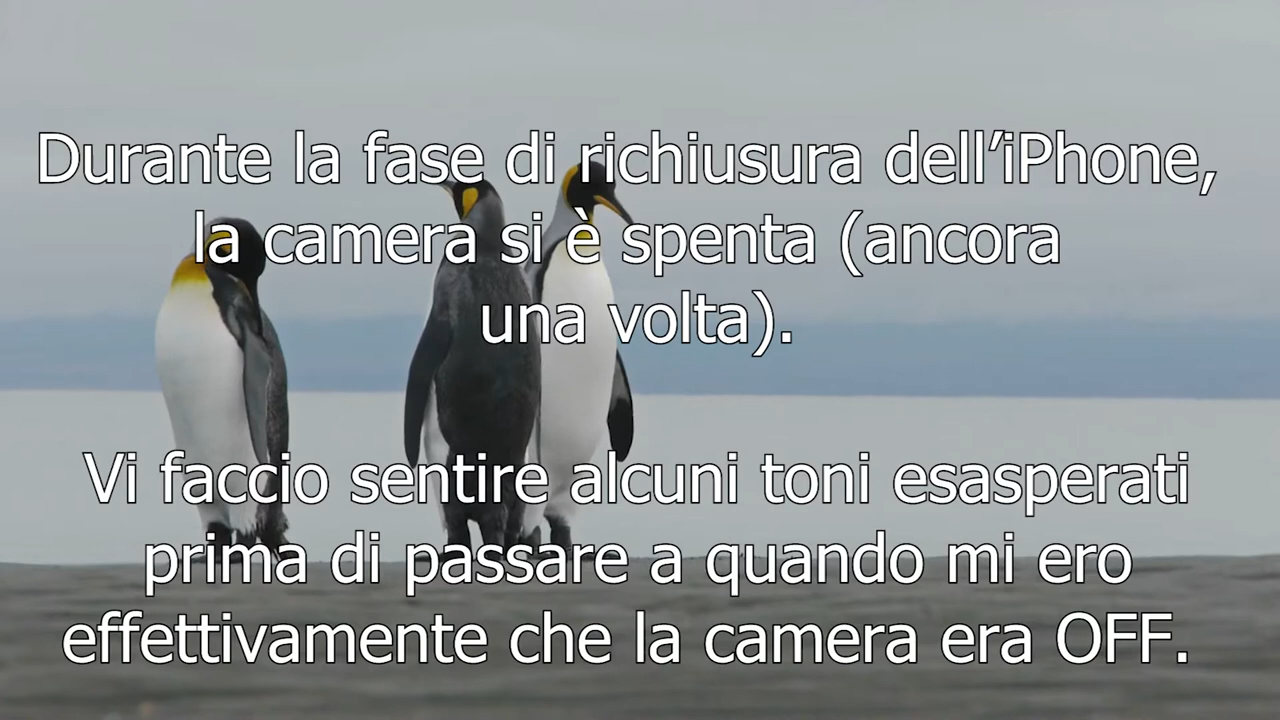 Durante la fase di richiusura dell’iPhone,
la camera si è spenta (ancora
una volta).
Vi faccio sentire alcuni toni esasperati
prima di passare a quando mi ero
effettivamente che la camera era OFF.